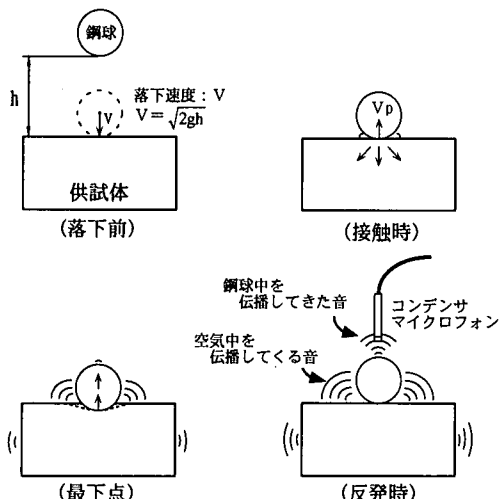 鋼球
h
落下速度：V
V=√2gh
V
供試体
(落下前)
Vp
(接触時)
鋼球中を
伝播してきた音
コンデンサ
マイクロフォン
空気中を
伝播してくる音
(最下点)
(反発時)